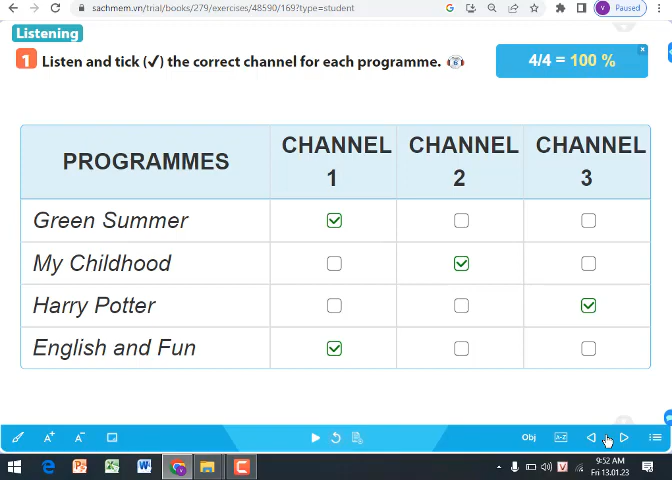 sachmem.vn/trial/books/279/exercises/48590/169?type=student
Paused
Listening
1 Listen and tick (✓) the correct channel for each programme.
4/4 = 100 %
PROGRAMMES
CHANNEL 1
CHANNEL 2
CHANNEL 3
Green Summer
My Childhood
Harry Potter
English and Fun
A+ A-
Obj
A-Z
9:52 AM
Fri 13.01.23